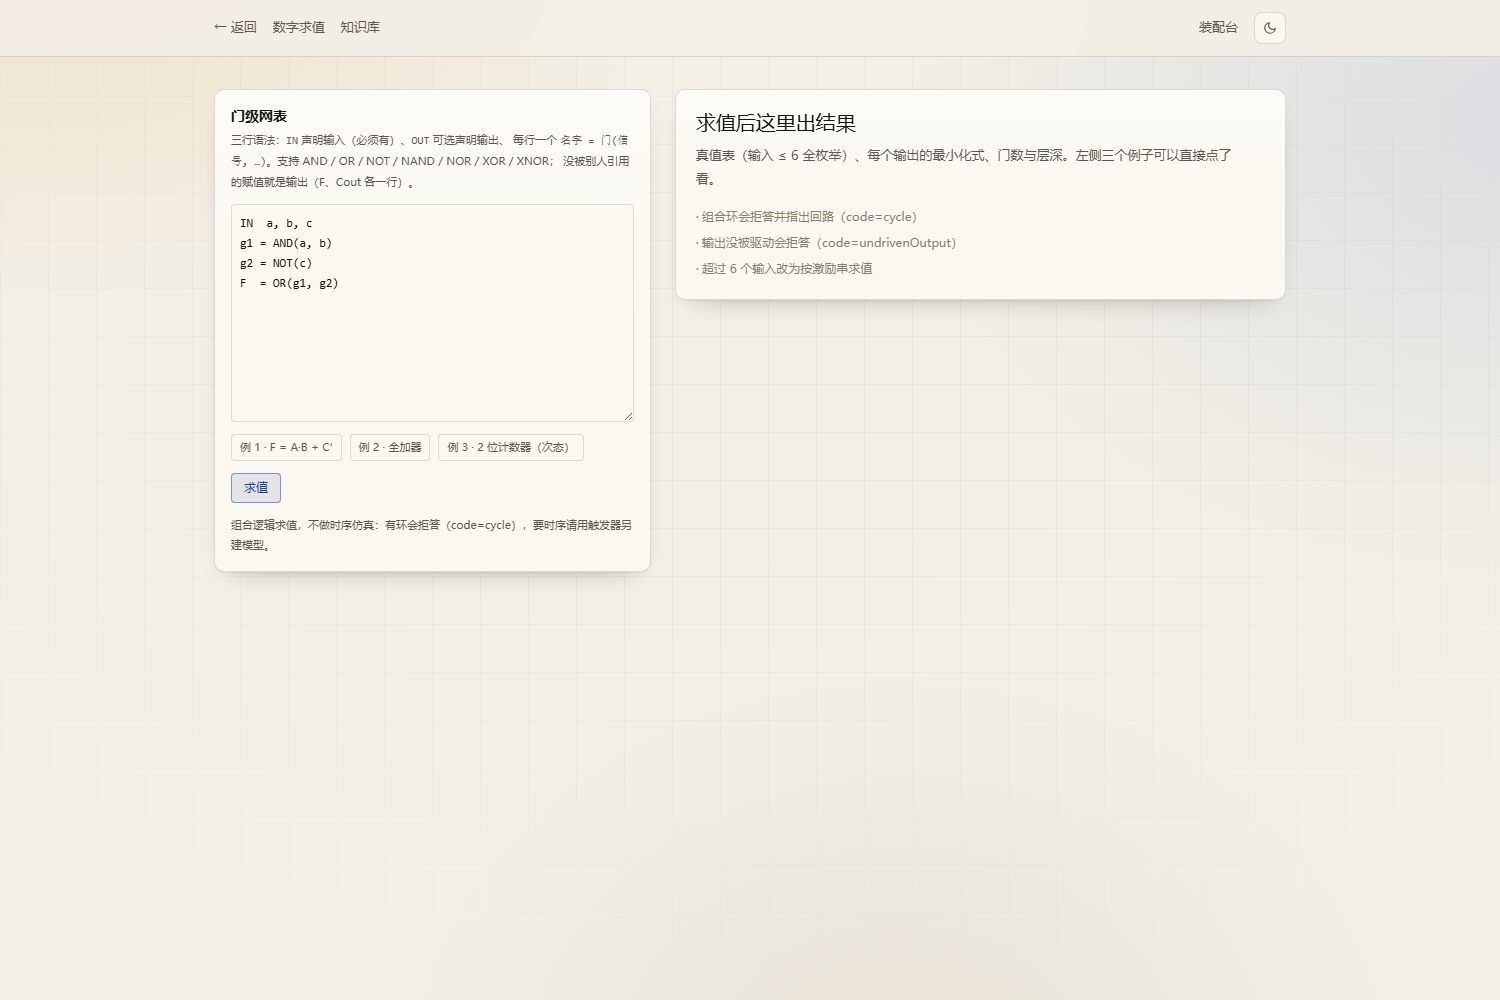 ← 返回 数字求值 知识库 装配台
门级网表
三行语法：IN 声明输入（必须有）、OUT 可选声明输出、 每行一个 名字 = 门(信
号, …)。支持 AND / OR / NOT / NAND / NOR / XOR / XNOR； 没被别人引用
的赋值就是输出（F、Cout 各一行）。
IN  a, b, c
g1 = AND(a, b)
g2 = NOT(c)
F  = OR(g1, g2)
例 1 · F = A·B + C' 例 2 · 全加器 例 3 · 2 位计数器（次态）
求值
组合逻辑求值，不做时序仿真：有环会拒答（code=cycle），要时序请用触发器另
建模型。
求值后这里出结果
真值表（输入 ≤ 6 全枚举）、每个输出的最小化式、门数与层深。左侧三个例子可以直接点了
看。
· 组合环会拒答并指出回路（code=cycle）
· 输出没被驱动会拒答（code=undrivenOutput）
· 超过 6 个输入改为按激励串求值